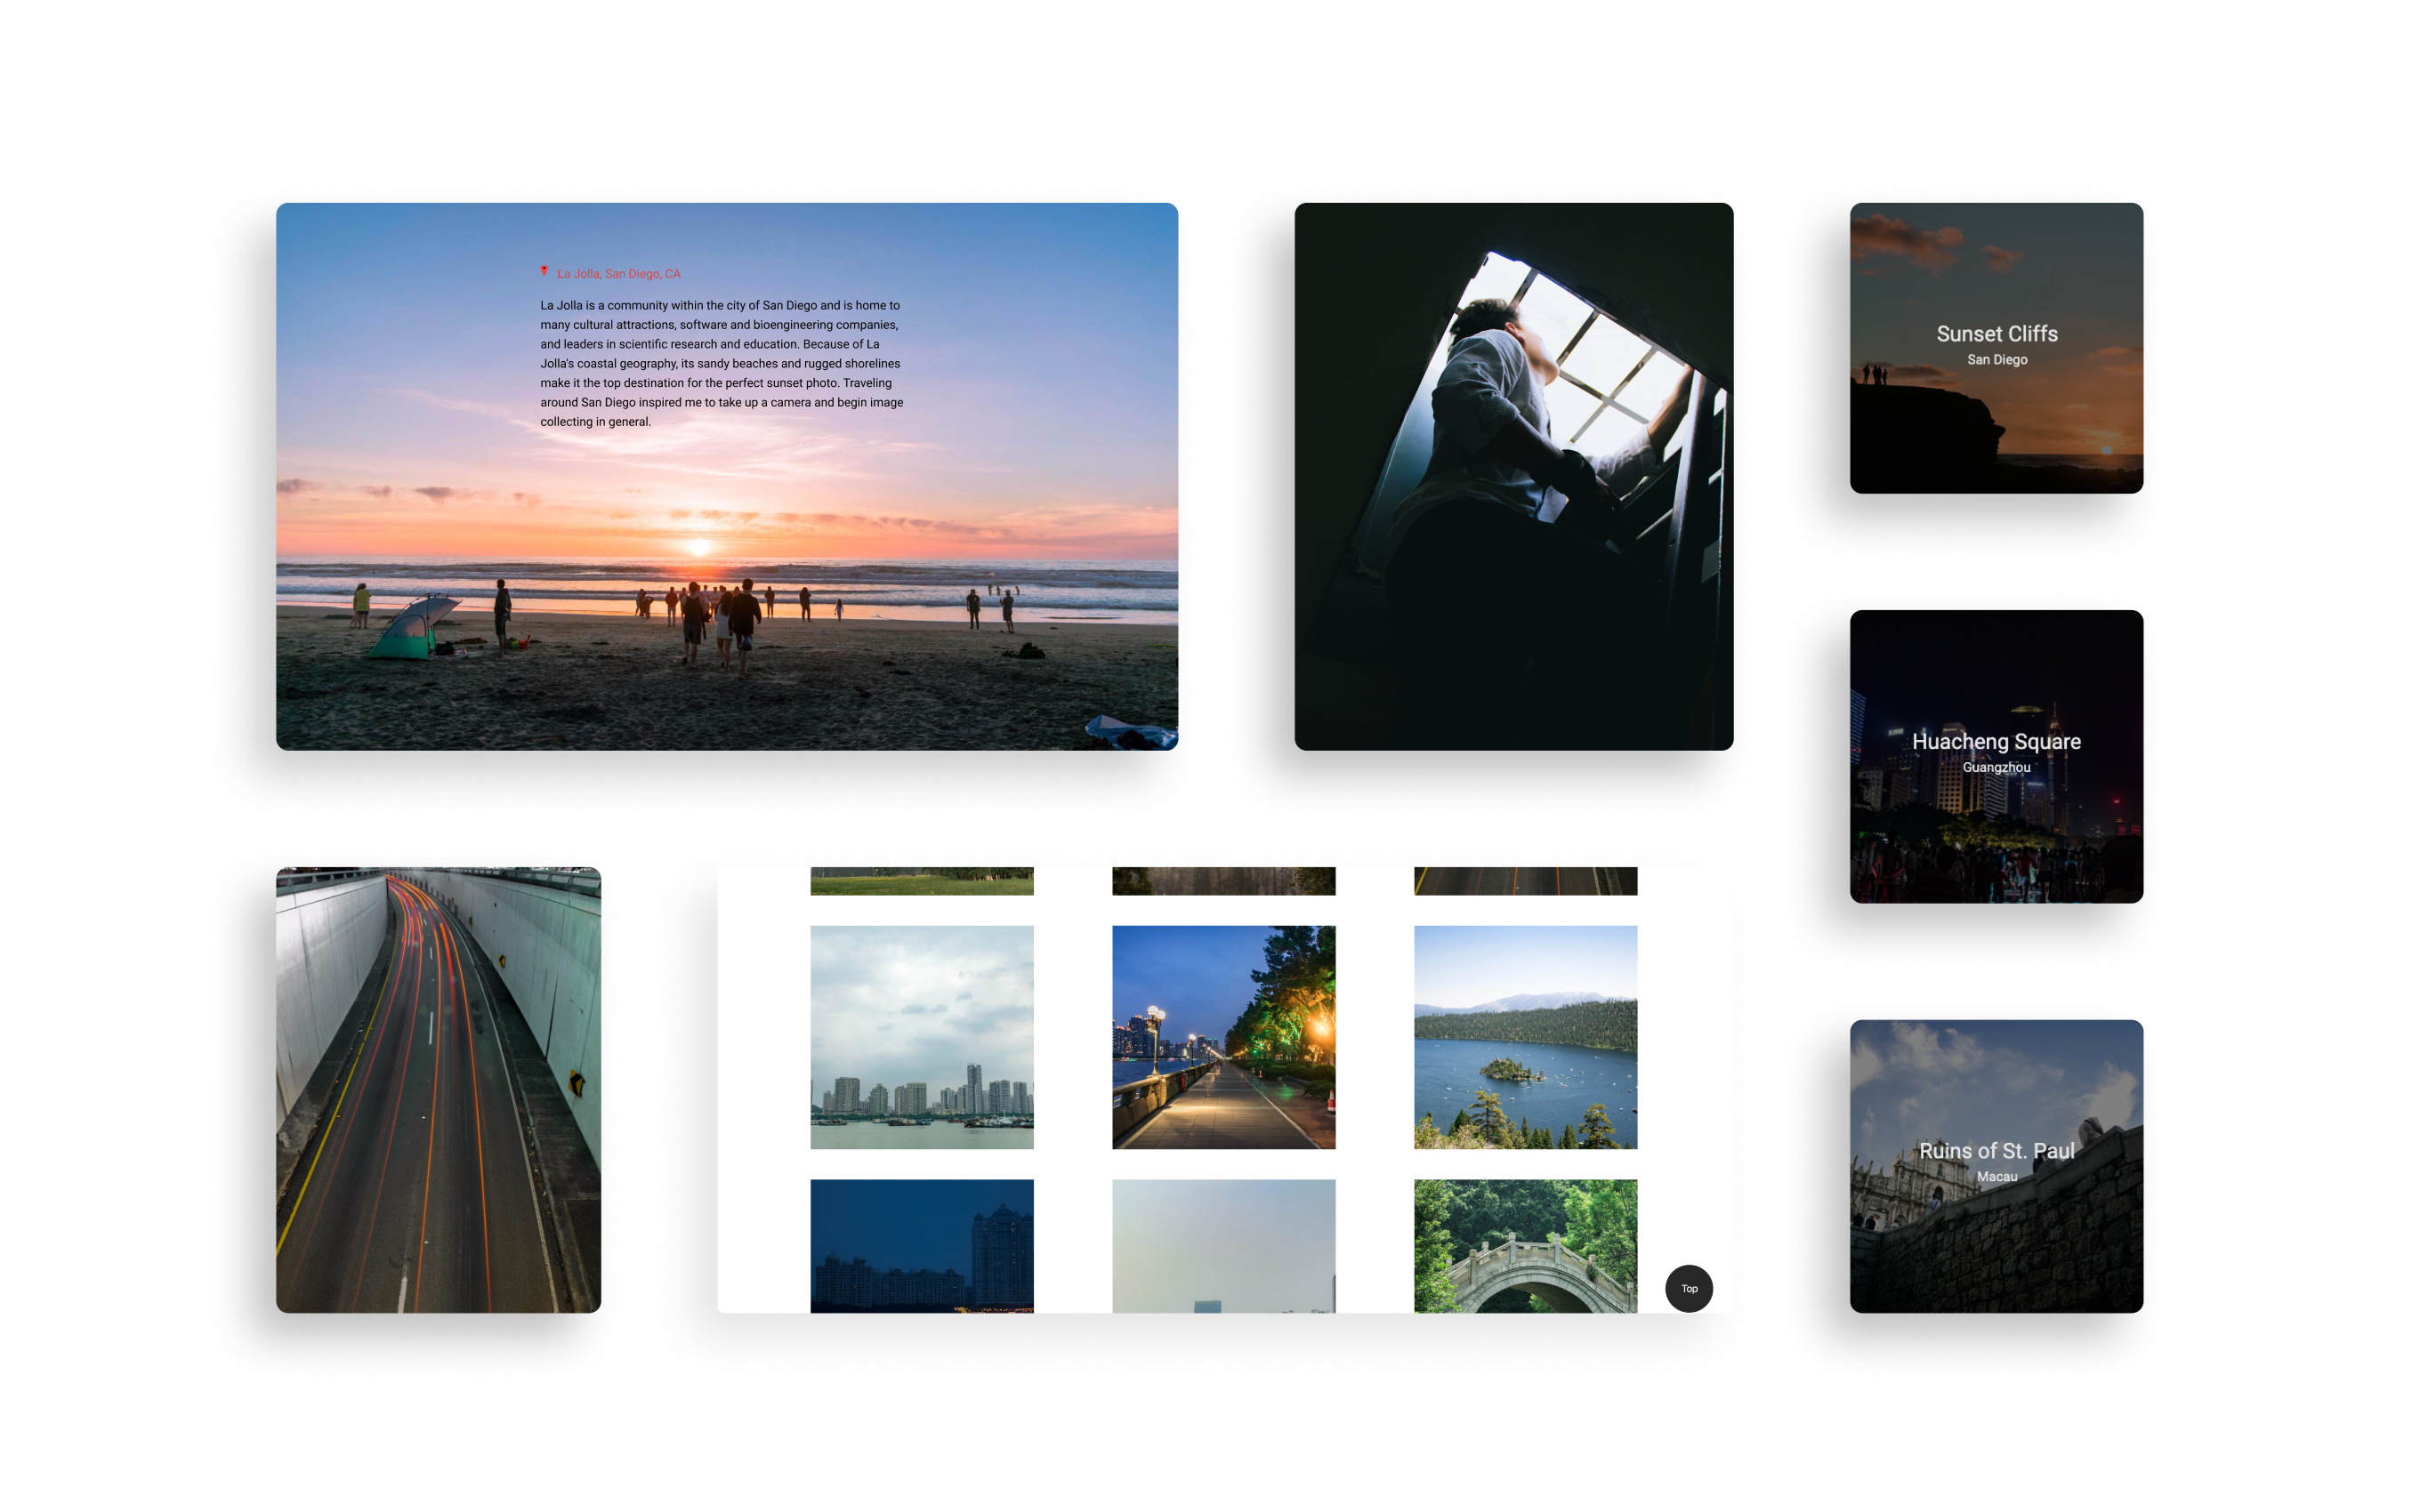 La Jolla, San Diego, CA
La Jolla is a community within the city of San Diego and is home to
many cultural attractions, software and bioengineering companies,
and leaders in scientific research and education. Because of La
Jolla's coastal geography, its sandy beaches and rugged shorelines
make it the top destination for the perfect sunset photo. Traveling
around San Diego inspired me to take up a camera and begin image
collecting in general.
Sunset Cliffs
San Diego
Huacheng Square
Guangzhou
Ruins of St. Paul
Macau
Top